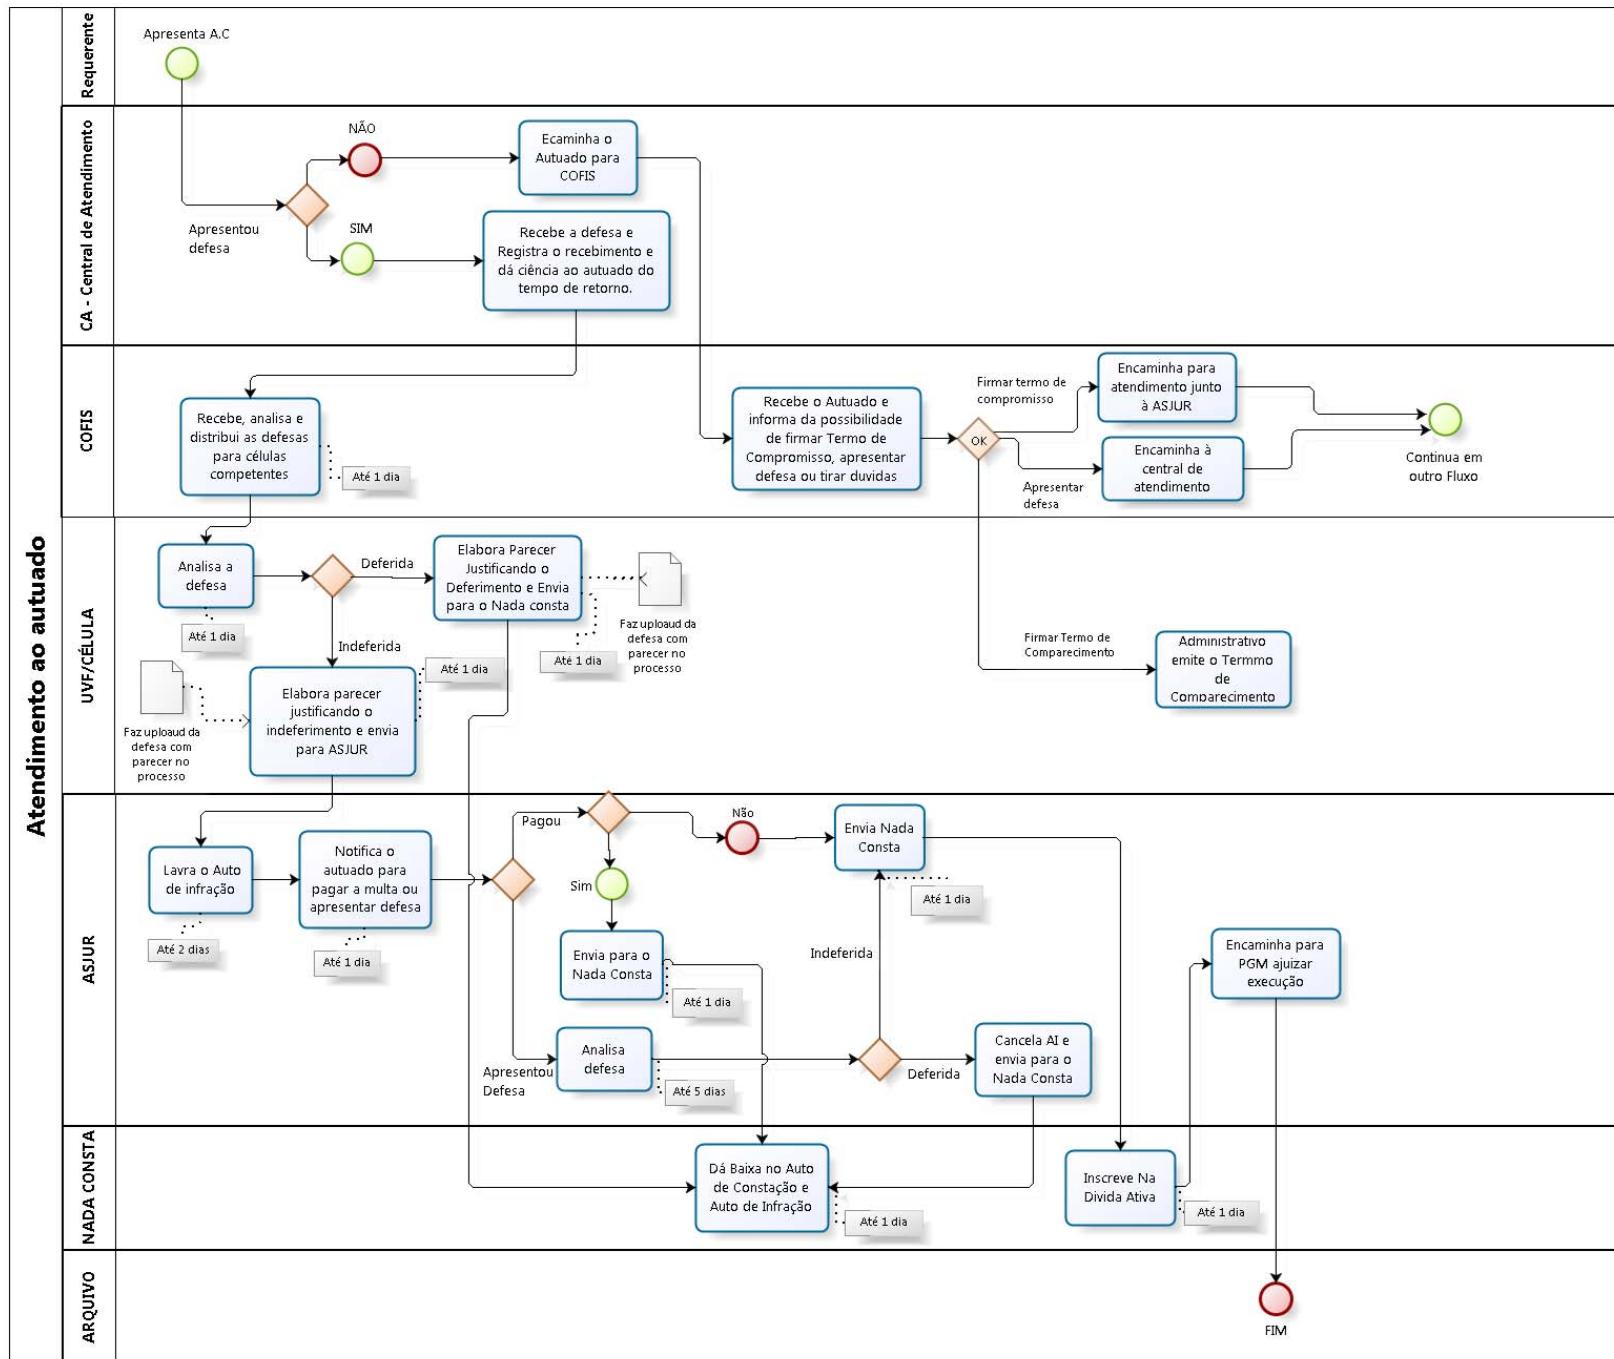 Atendimento ao autuado
Requerente
Apresenta A.C
CA - Central de Atendimento
Apresentou
defesa
NÃO
SIM
Ecaminha o
Autuado para
COFIS
Recebe a defesa e
Registra o recebimento e
dá ciência ao autuado do
tempo de retorno.
COFIS
Recebe, analisa e
distribui as defesas
para células
competentes
Até 1 dia
Recebe o Autuado e
informa da possibilidade
de firmar Termo de
Compromisso, apresentar
defesa ou tirar duvidas
OK
Firmar termo de
compromisso
Apresentar
defesa
Encaminha para
atendimento junto
à ASJUR
Encaminha à
central de
atendimento
Continua em
outro Fluxo
UVF/CÉLULA
Analisa a
defesa
Até 1 dia
Deferida
Indeferida
Elabora Parecer
Justificando o
Deferimento e Envia
para o Nada consta
Até 1 dia
Faz uploaud da
defesa com
parecer no
processo
Faz uploaud da
defesa com
parecer no
processo
Elabora parecer
justificando o
indeferimento e envia
para ASJUR
Até 1 dia
Firmar Termo de
Comparecimento
Administrativo
emite o Termmo
de
Comparecimento
ASJUR
Lavra o Auto
de infração
Até 2 dias
Notifica o
autuado para
pagar a multa ou
apresentar defesa
Até 1 dia
Pagou
Não
Sim
Envia Nada
Consta
Até 1 dia
Envia para o
Nada Consta
Até 1 dia
Apresentou
Defesa
Analisa
defesa
Até 5 dias
Indeferida
Deferida
Cancela AI e
envia para o
Nada Consta
Encaminha para
PGM ajuizar
execução
NADA CONSTA
Dá Baixa no Auto
de Constação e
Auto de Infração
Até 1 dia
Inscreve Na
Divida Ativa
Até 1 dia
ARQUIVO
FIM